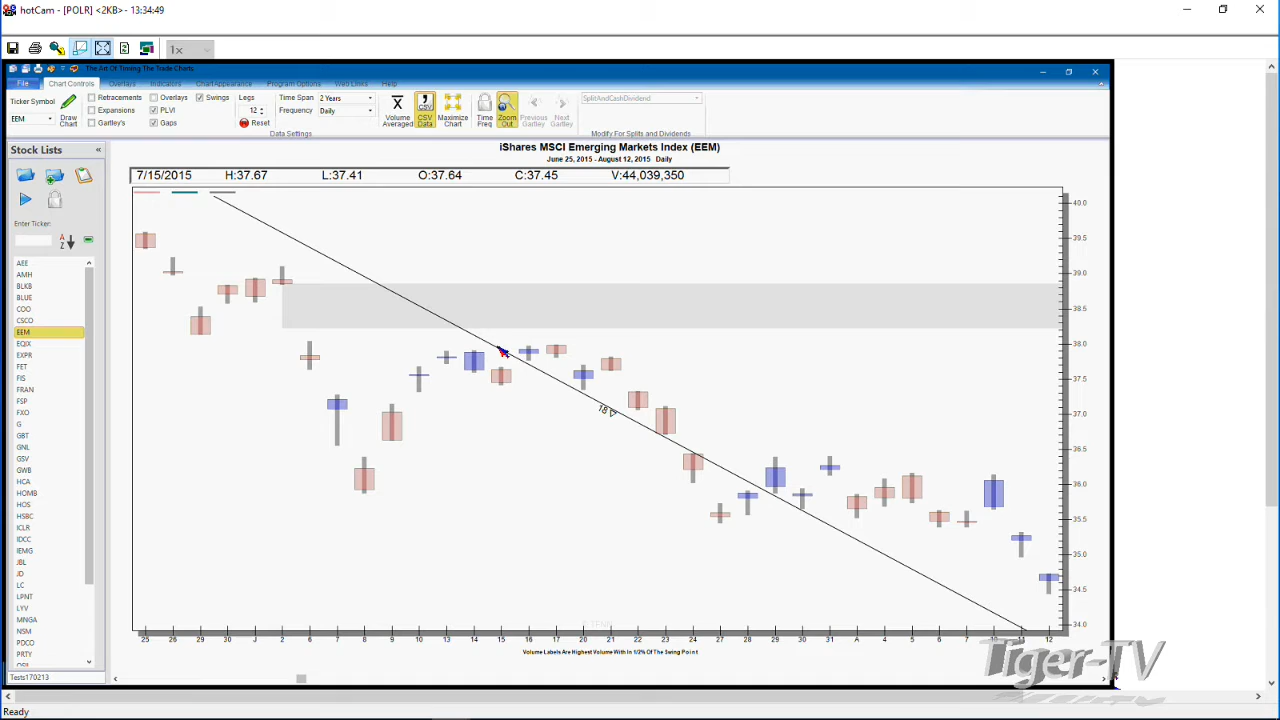 hotCam - [POLR] <2KB> - 13:34:49
1x
The Art Of Timing The Trade Charts
File Chart Controls Overlays Indicators Chart Appearance Program Options Web Links Help
Ticker Symbol
EEM
Draw Chart
Retracements Overlays Swings
Expansions PLVI
Gartley's Gaps
Legs
12
Reset
Time Span 2 Years
Frequency Daily
Data Settings
Volume Averaged
CSV Data
Maximize Chart
Time Freq
Zoom Out
Previous Gartley
Next Gartley
SplitAndCashDividend
Modify For Splits and Dividends
Stock Lists
Enter Ticker:
AEE
AMH
BLKB
BLUE
COO
CSCO
EEM
EQIX
EXPR
FET
FIS
FRAN
FSP
FXO
G
GBT
GNL
GSV
GWB
HCA
HOMB
HOS
HSBC
ICLR
IDCC
IEMG
JBL
JD
LC
LPNT
LYV
MNGA
NSM
PDCO
PRTY
Tests170213
iShares MSCI Emerging Markets Index (EEM)
June 25, 2015 - August 12, 2015 Daily
7/15/2015 H:37.67 L:37.41 O:37.64 C:37.45 V:44,039,350
40.0
39.5
39.0
38.5
38.0
37.5
37.0
36.5
36.0
35.5
35.0
34.5
34.0
18
25 26 29 30 J 2 6 7 8 9 10 13 14 15 16 17 20 21 22 23 24 27 28 29 30 31 A 4 5 6 7 10 11 12
Volume Labels Are Highest Volume With In 1/2% Of The Swing Point
Tiger-TV
Ready